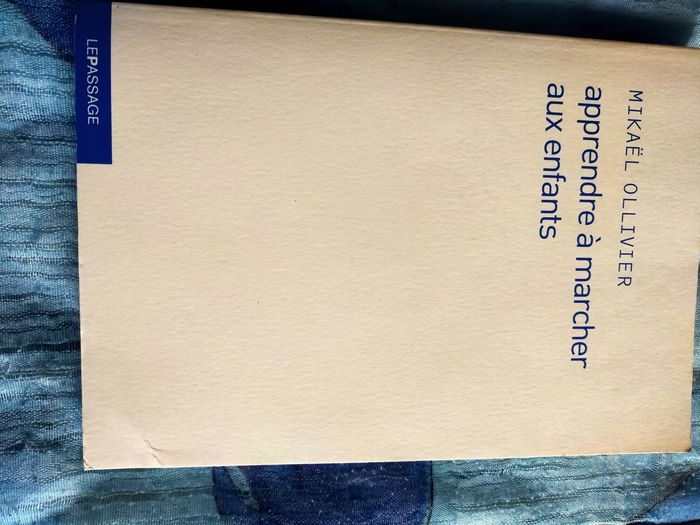 MIKAËL OLLIVIER
apprendre à marcher
aux enfants
LEPASSAGE